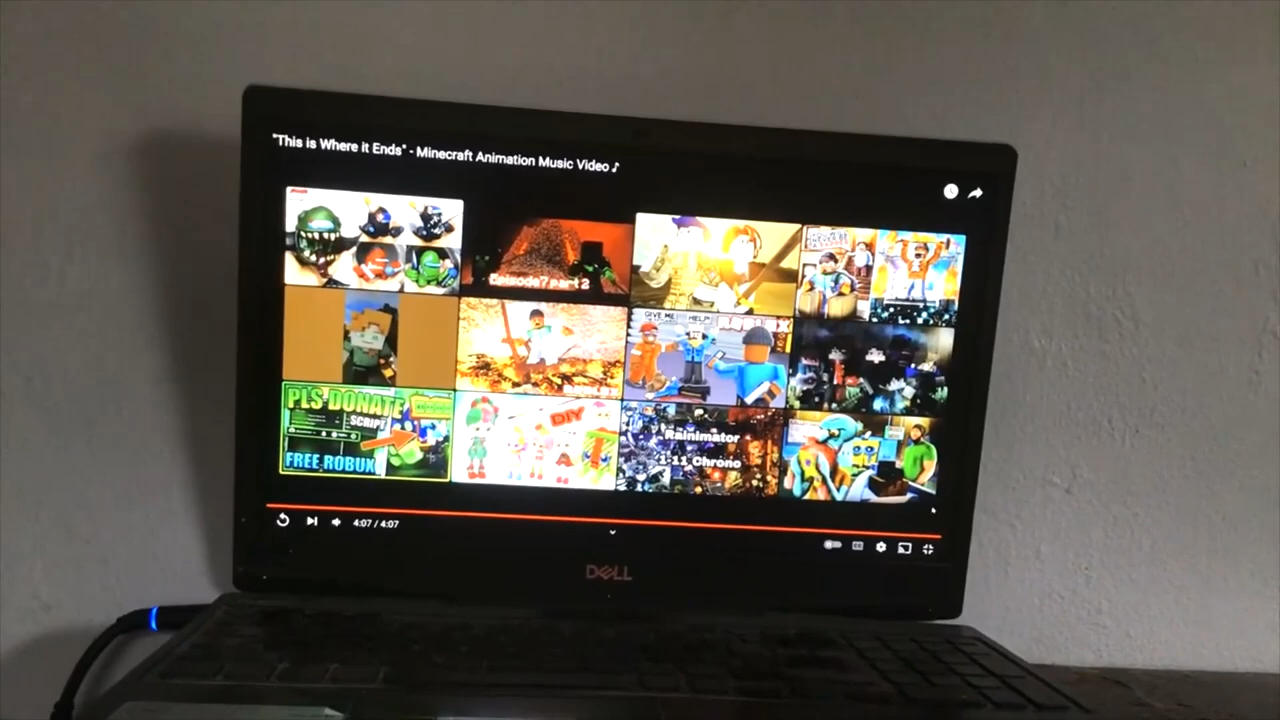 "This is Where it Ends" - Minecraft Animation Music Video ♪
Episode7 part 2
GIVE ME
HELP!
ROBLOX
PLS DONATE
SCRIPT
FREE ROBUX
DIY
Rainimator
1-11 Chrono
4:07 / 4:07
DELL